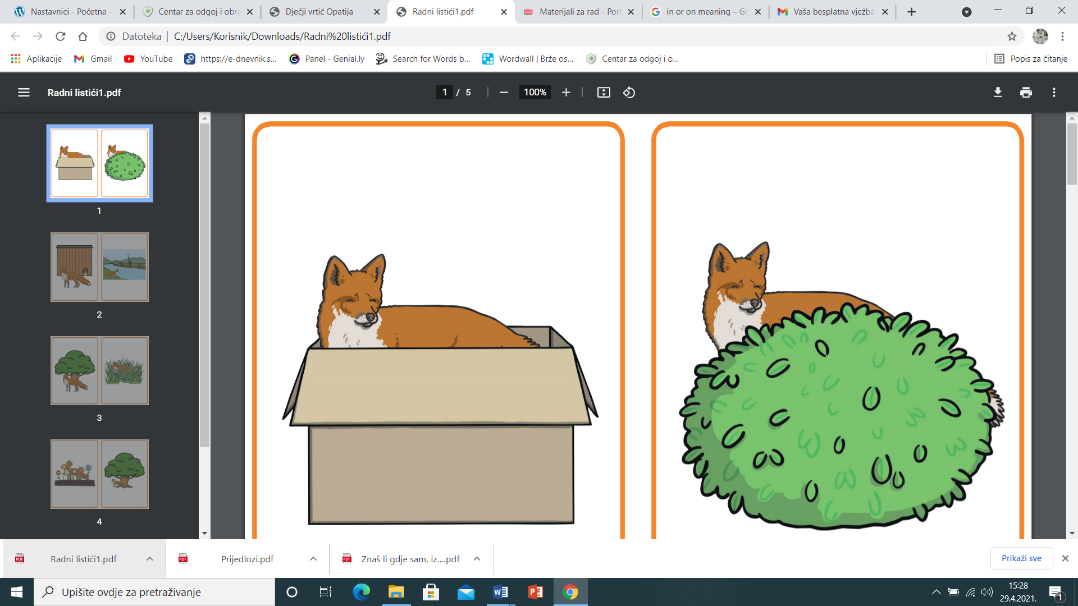 Nastavnici - Početna
Centar za odgoj i obra
Dječji vrtić Opatija
Radni listići1.pdf
Materijali za rad - Por
in or on meaning – Go
Vaša besplatna vježba
Datoteka | C:/Users/Korisnik/Downloads/Radni%20listići1.pdf
Aplikacije
Gmail
YouTube
https://e-dnevnik.s...
Panel - Genial.ly
Search for Words b...
Wordwall | Brže os...
Centar za odgoj i o...
Popis za čitanje
Radni listići1.pdf
1 / 5
100%
1
2
3
4
Radni listići1.pdf
Prijedlozi.pdf
Znaš li gdje sam, iz....pdf
Prikaži sve
Upišite ovdje za pretraživanje
15:28
29.4.2021.
1